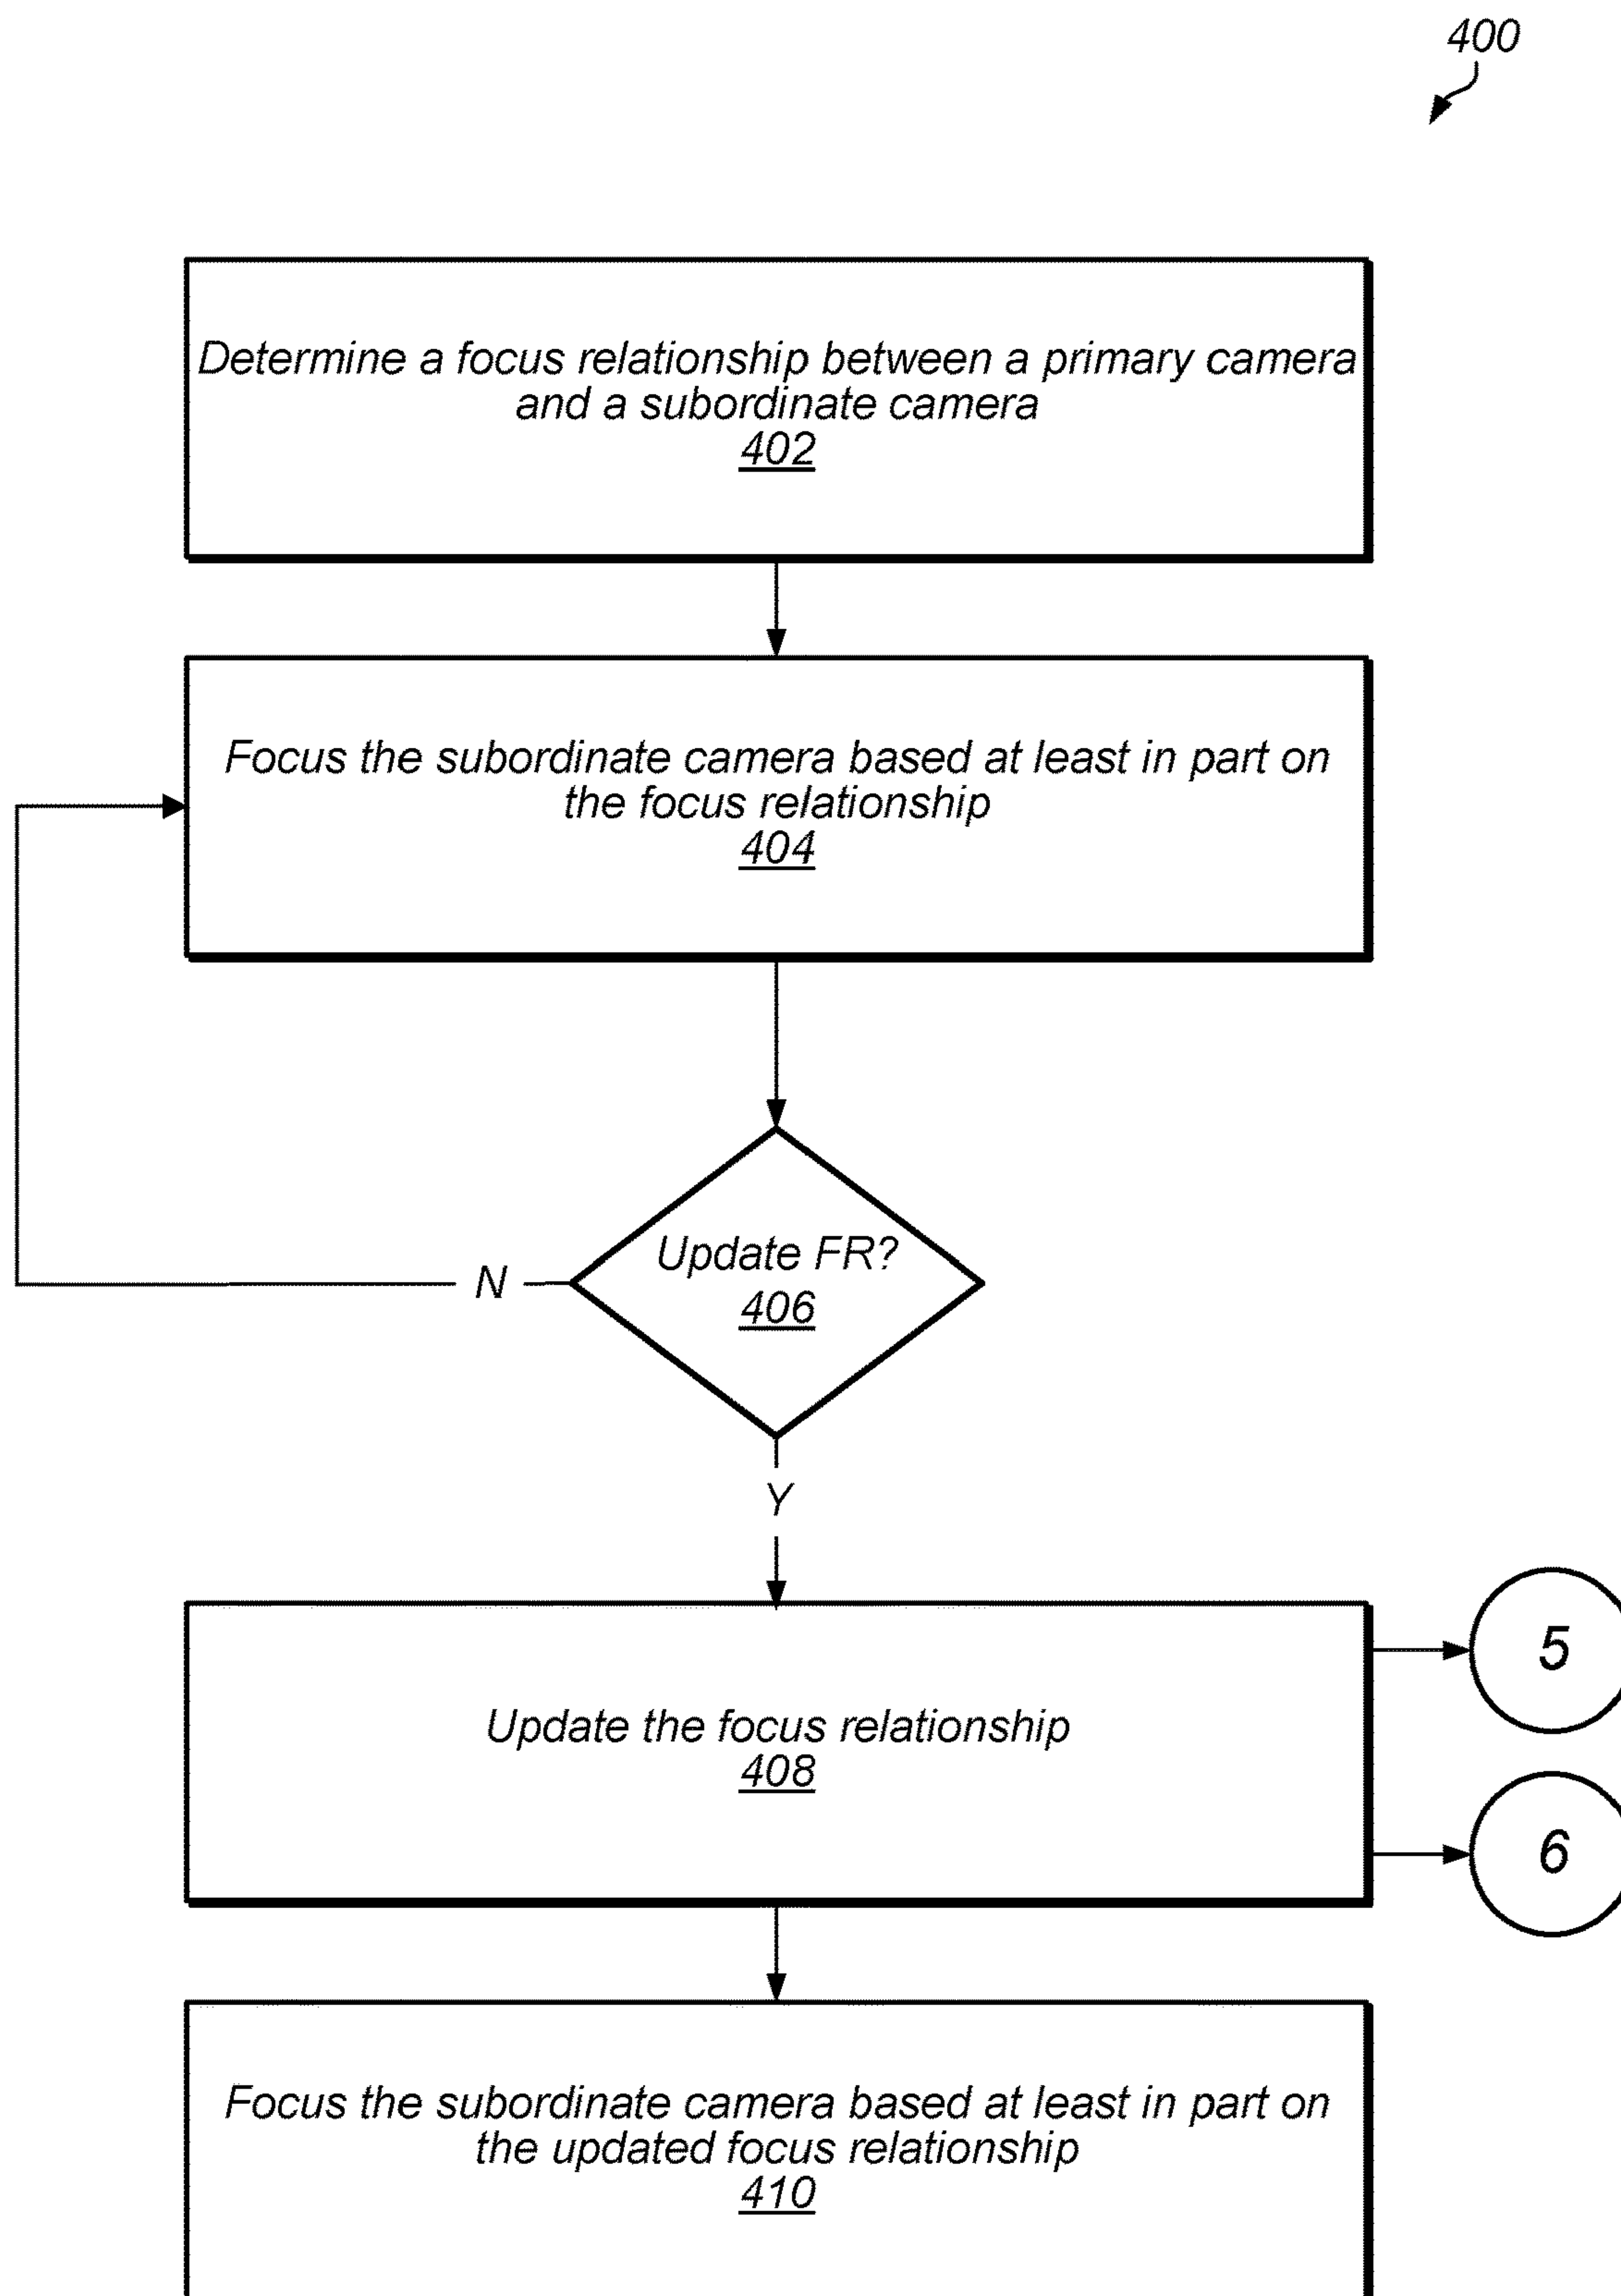 400
Determine a focus relationship between a primary camera
and a subordinate camera
402
Focus the subordinate camera based at least in part on
the focus relationship
404
Update FR?
406
N
Y
Update the focus relationship
408
5
6
Focus the subordinate camera based at least in part on
the updated focus relationship
410